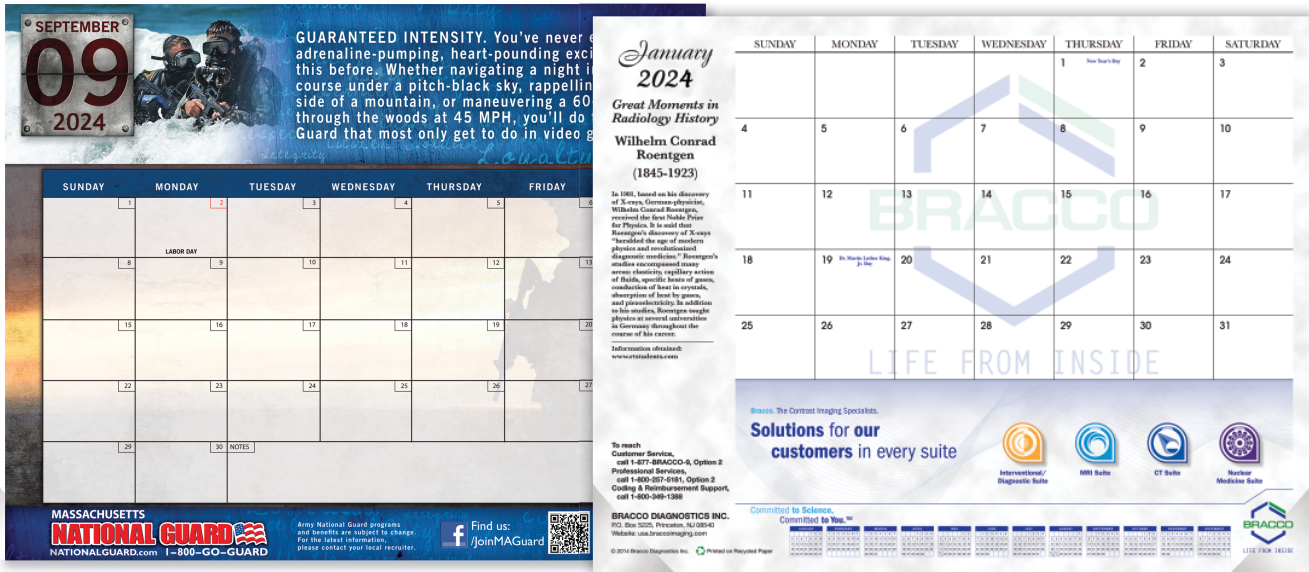 SEPTEMBER
09
2024
GUARANTEED INTENSITY. You've never e
adrenaline-pumping, heart-pounding exci
this before. Whether navigating a night i
course under a pitch-black sky, rappellin
side of a mountain, or maneuvering a 60
through the woods at 45 MPH, you'll do
Guard that most only get to do in video g
integrity
Loyalty
SUNDAY MONDAY TUESDAY WEDNESDAY THURSDAY FRIDAY
1 2 3 4 5 6
LABOR DAY
8 9 10 11 12 13
15 16 17 18 19 20
22 23 24 25 26 27
29 30 NOTES
MASSACHUSETTS
NATIONAL GUARD
NATIONALGUARD.com 1-800-GO-GUARD
Army National Guard programs
and benefits are subject to change.
For the latest information,
please contact your local recruiter.
f Find us:
/JoinMAGuard
January
2024
Great Moments in
Radiology History
Wilhelm Conrad
Roentgen
(1845-1923)
In 1901, based on his discovery
of X-rays, German-physicist,
Wilhelm Conrad Roentgen,
received the first Noble Prize
for Physics. It is said that
Roentgen's discovery of X-rays
"heralded the age of modern
physics and revolutionized
diagnostic medicine." Roentgen's
studies encompassed many
areas: elasticity, capillary action
of fluids, specific heats of gases,
conduction of heat in crystals,
absorption of heat by gases,
and piezoelectricity. In addition
to his studies, Roentgen taught
physics at several universities
in Germany throughout the
course of his career.
Information obtained:
www.rtstudents.com
To reach
Customer Service,
call 1-877-BRACCO-9, Option 2
Professional Services,
call 1-800-257-5181, Option 2
Coding & Reimbursement Support,
call 1-800-349-1388
BRACCO DIAGNOSTICS INC.
P.O. Box 5225, Princeton, NJ 08540
Website: usa.braccoimaging.com
© 2014 Bracco Diagnostics Inc. Printed on Recycled Paper
SUNDAY MONDAY TUESDAY WEDNESDAY THURSDAY FRIDAY SATURDAY
1 New Year's Day 2 3
4 5 6 7 8 9 10
11 12 13 14 15 16 17
BRACCO
18 19 Dr. Martin Luther King, Jr. Day 20 21 22 23 24
25 26 27 28 29 30 31
LIFE FROM INSIDE
Bracco. The Contrast Imaging Specialists.
Solutions for our
customers in every suite
Interventional/
Diagnostic Suite
MRI Suite
CT Suite
Nuclear
Medicine Suite
Committed to Science,
Committed to You.™
BRACCO
LIFE FROM INSIDE